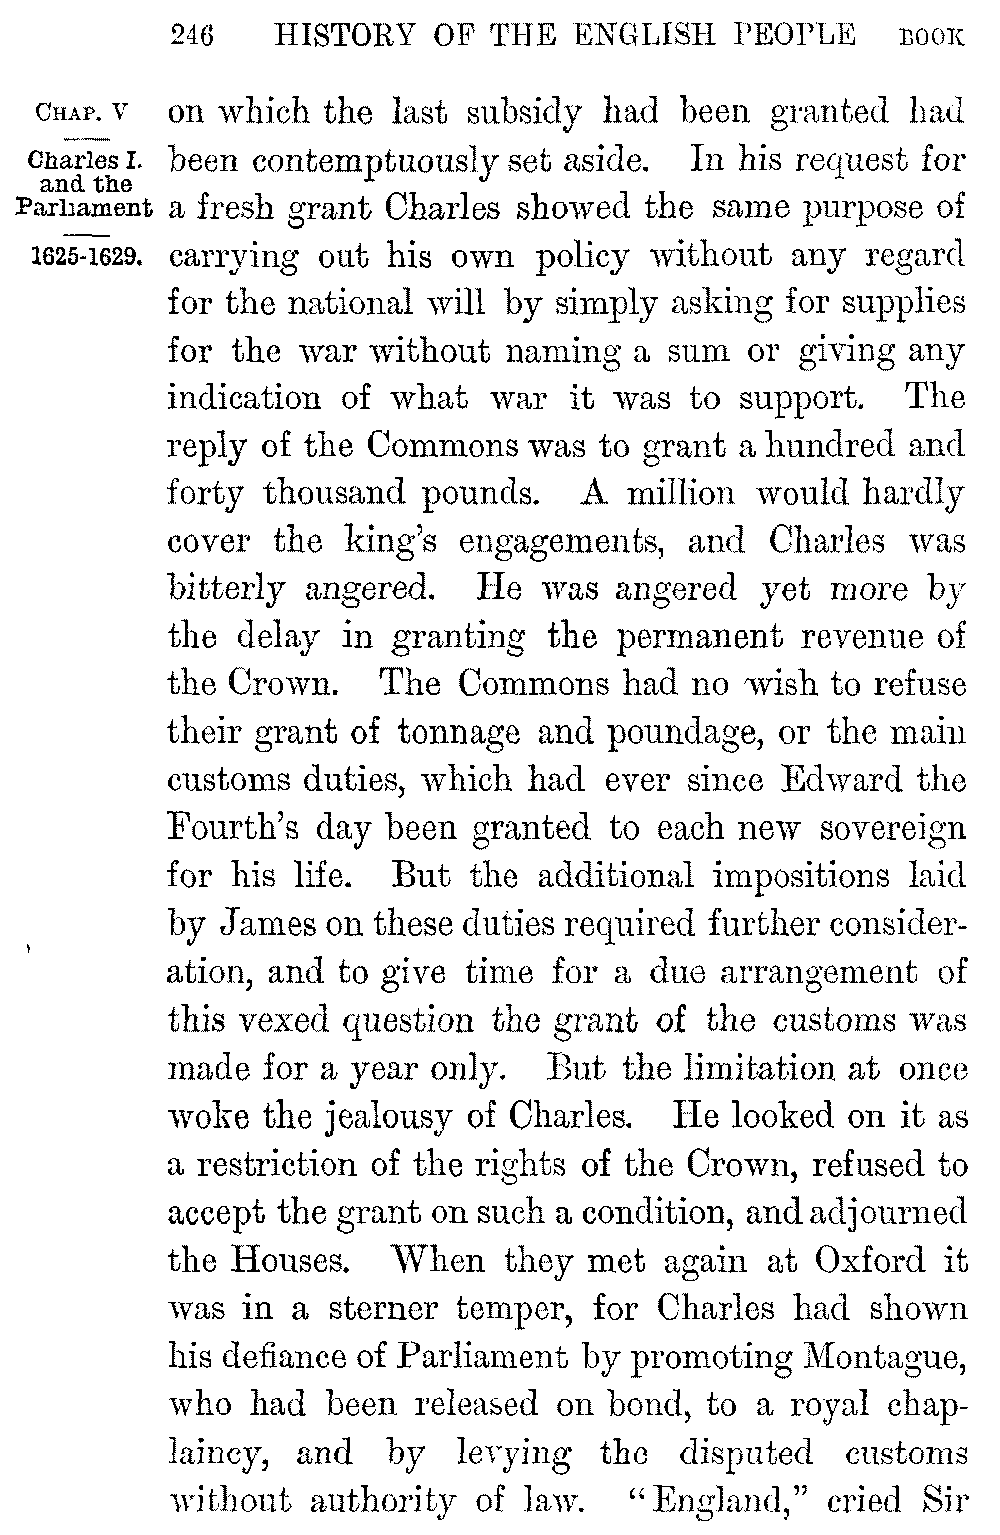 246 HISTORY OF THE ENGLISH PEOPLE BOOK
CHAP. V
Charles I.
and the
Parliament
1625-1629.
on which the last subsidy had been granted had
been contemptuously set aside. In his request for
a fresh grant Charles showed the same purpose of
carrying out his own policy without any regard
for the national will by simply asking for supplies
for the war without naming a sum or giving any
indication of what war it was to support. The
reply of the Commons was to grant a hundred and
forty thousand pounds. A million would hardly
cover the king's engagements, and Charles was
bitterly angered. He was angered yet more by
the delay in granting the permanent revenue of
the Crown. The Commons had no wish to refuse
their grant of tonnage and poundage, or the main
customs duties, which had ever since Edward the
Fourth's day been granted to each new sovereign
for his life. But the additional impositions laid
by James on these duties required further consider-
ation, and to give time for a due arrangement of
this vexed question the grant of the customs was
made for a year only. But the limitation at once
woke the jealousy of Charles. He looked on it as
a restriction of the rights of the Crown, refused to
accept the grant on such a condition, and adjourned
the Houses. When they met again at Oxford it
was in a sterner temper, for Charles had shown
his defiance of Parliament by promoting Montague,
who had been released on bond, to a royal chap-
laincy, and by levying the disputed customs
without authority of law. "England," cried Sir